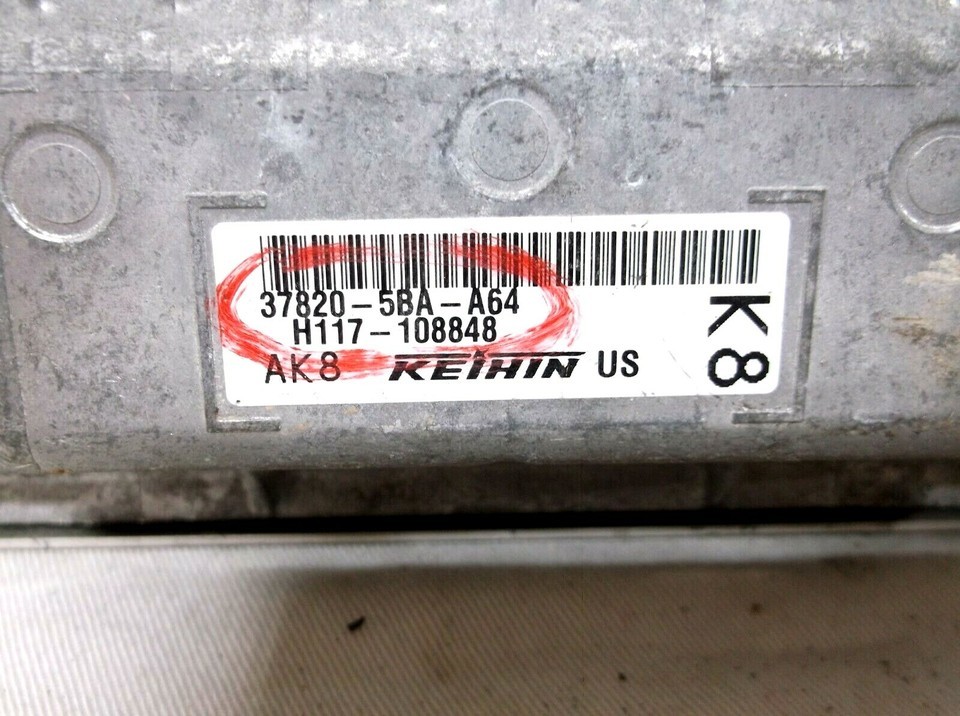 37820-5BA-A64
H117-108848
AK8 KEIHIN US
K8